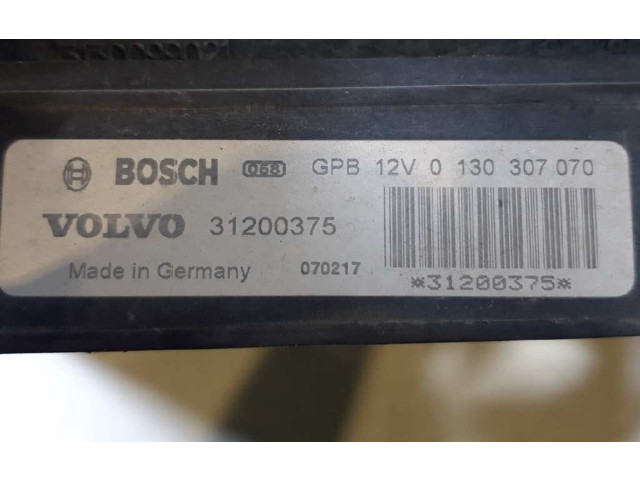 BOSCH 058 GPB 12V 0 130 307 070
VOLVO 31200375
Made in Germany 070217
*31200375*